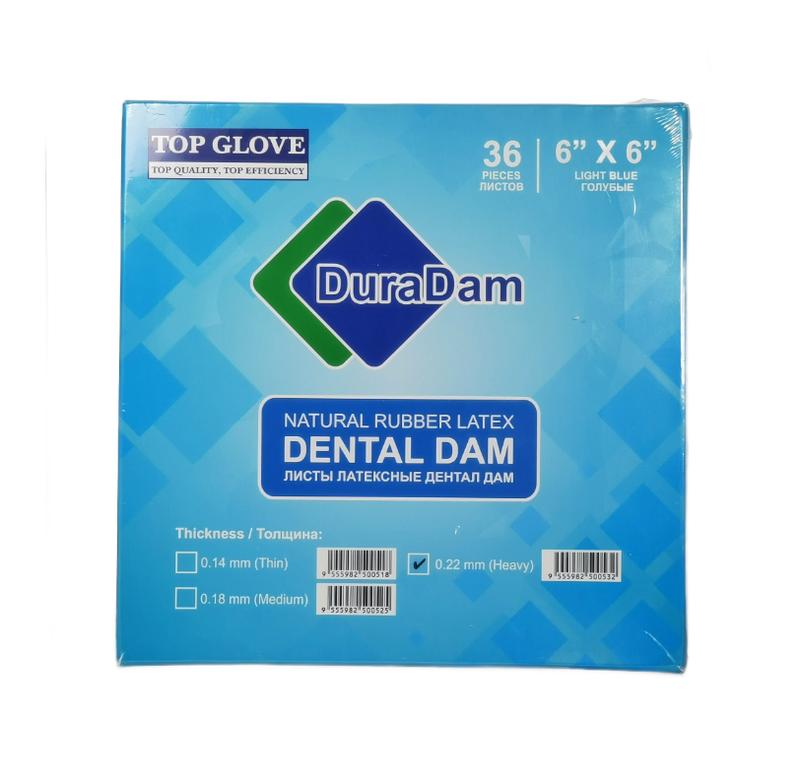 TOP GLOVE
TOP QUALITY, TOP EFFICIENCY
36
PIECES
ЛИСТОВ
6” X 6”
LIGHT BLUE
ГОЛУБЫЕ
DuraDam
NATURAL RUBBER LATEX
DENTAL DAM
ЛИСТЫ ЛАТЕКСНЫЕ ДЕНТАЛ ДАМ
Thickness / Толщина:
0.14 mm (Thin)
9 555982 500518
✔ 0.22 mm (Heavy)
9 555982 500532
0.18 mm (Medium)
9 555982 500525